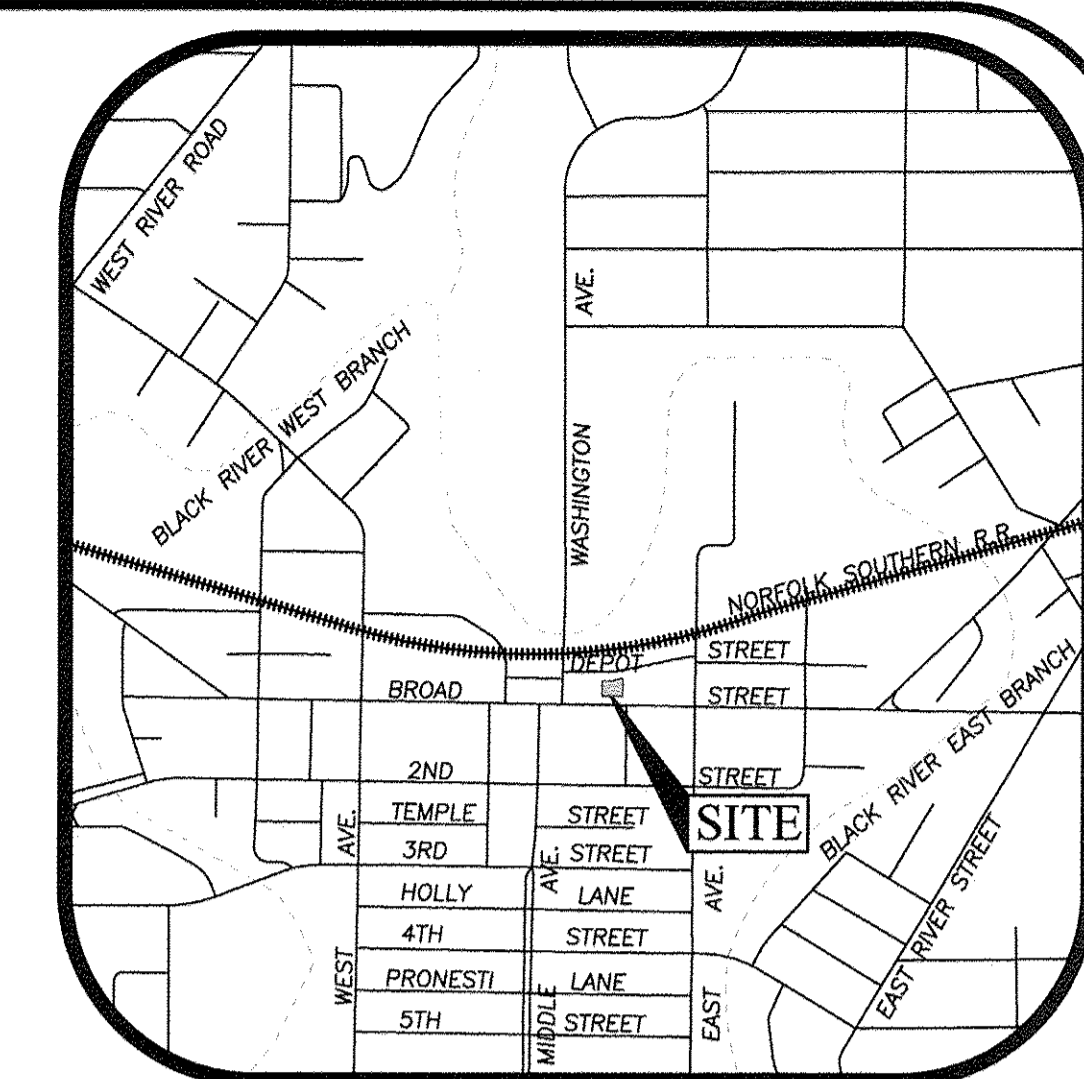 WEST RIVER ROAD
AVE.
BLACK RIVER WEST BRANCH
WASHINGTON
NORFOLK SOUTHERN R.R.
DEPOT STREET
BROAD STREET
BLACK RIVER EAST BRANCH
2ND STREET
SITE
TEMPLE STREET
AVE.
3RD STREET
AVE.
HOLLY LANE
AVE.
4TH STREET
EAST RIVER STREET
WEST
PRONESTI LANE
MIDDLE
EAST
5TH STREET